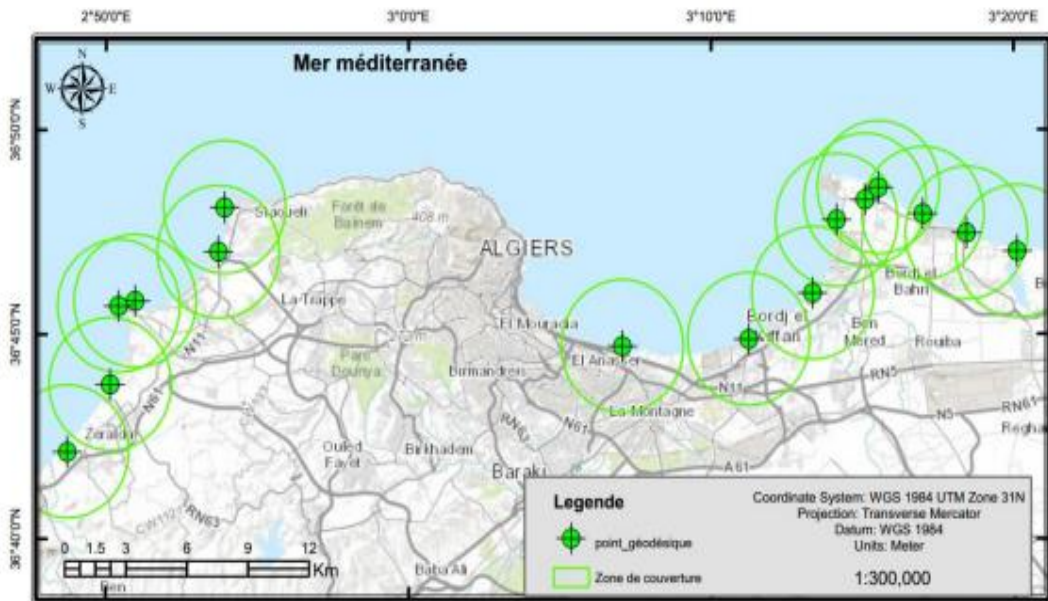 2°50'0"E 3°0'0"E 3°10'0"E 3°20'0"E
Mer méditerranée
N
W E
S
36°50'0"N
Staoueli
Forêt de
Bainem
408 m
ALGIERS
La Trappe
Bordj el
Bahri
El Mouradia
Bordj el
Kiffan
Ben
Mered
Rouiba
36°45'0"N
N11
Parc
Dounya
Birmandreis
El Anasser
N11
RN5
N61
La Montagne
N5
RN61
Zeralda
RN63
N61
Regha
Ouled
Fayet
Birkhadem
Baraki
A61
CW112
RN63
36°40'0"N
0 1.5 3 6 9 12
Km
Ben
Baba Ali
Legende
point_géodésique
Zone de couverture
Coordinate System: WGS 1984 UTM Zone 31N
Projection: Transverse Mercator
Datum: WGS 1984
Units: Meter
1:300,000